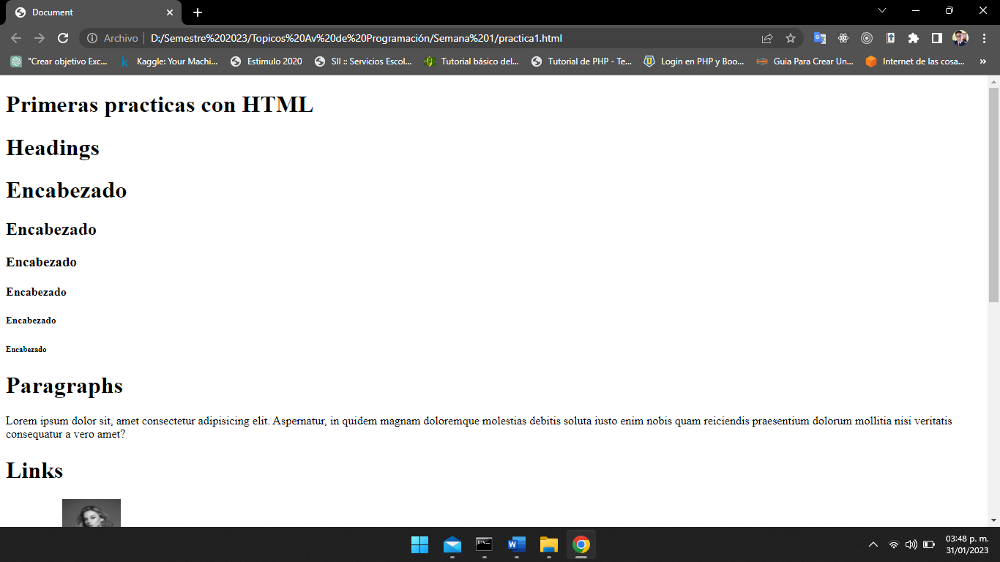 Document
Archivo
D:/Semestre%202023/Topicos%20Av%20de%20Programación/Semana%201/practica1.html
"Crear objetivo Exc...
Kaggle: Your Machi...
Estimulo 2020
SII :: Servicios Escol...
Tutorial básico del...
Tutorial de PHP - Te...
Login en PHP y Boo...
Guia Para Crear Un...
Internet de las cosa...
»
Primeras practicas con HTML
Headings
Encabezado
Encabezado
Encabezado
Encabezado
Encabezado
Encabezado
Paragraphs
Lorem ipsum dolor sit, amet consectetur adipisicing elit. Aspernatur, in quidem magnam doloremque molestias debitis soluta iusto enim nobis quam reiciendis praesentium dolorum mollitia nisi veritatis
consequatur a vero amet?
Links
03:48 p. m.
31/01/2023